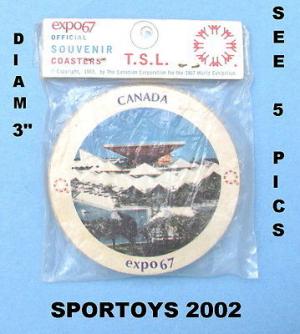 expo67
OFFICIAL
SOUVENIR
COASTERS
T.S.L.
© Copyright, 1963, by The Canadian Corporation for the 1967 World Exhibition.
DIAM 3"
SEE 5 PICS
CANADA
expo67
SPORTOYS 2002